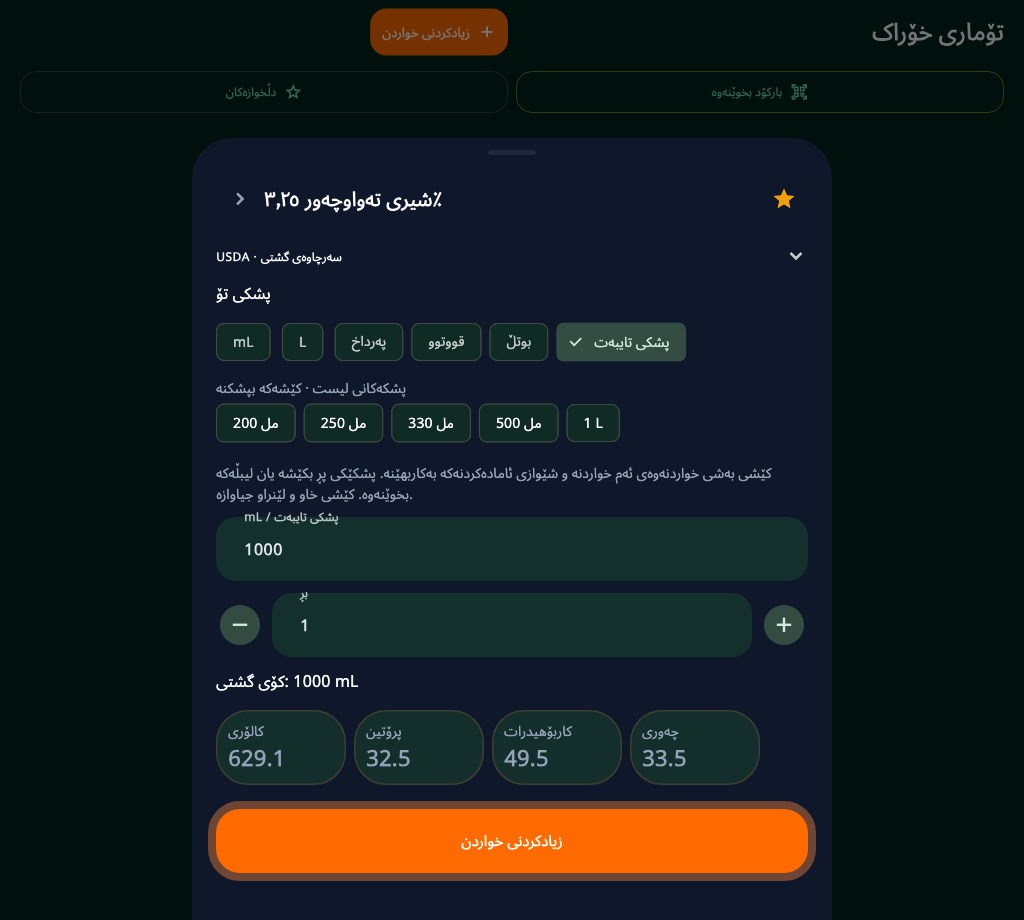 تۆماری خۆراک
زیادکردنی خواردن
بارکۆد بخوێنەوە
دڵخوازەکان
شیری تەواوچەور ٣,٢٥٪
سەرچاوەی گشتی · USDA
پشکی تۆ
mL
L
پەرداخ
قووتوو
بوتڵ
پشکی تایبەت
پشکەکانی لیست · کێشەکە بپشکنە
200 مل
250 مل
330 مل
500 مل
1 L
کێشی بەشی خواردنەوەی ئەم خواردنە و شێوازی ئامادەکردنەکە بەکاربهێنە. پشکێکی پڕ بکێشە یان لیبڵەکە
بخوێنەوە. کێشی خاو و لێنراو جیاوازە.
پشکی تایبەت / mL
1000
بڕ
1
کۆی گشتی: 1000 mL
کالۆری
629.1
پرۆتین
32.5
کاربۆهیدرات
49.5
چەوری
33.5
زیادکردنی خواردن